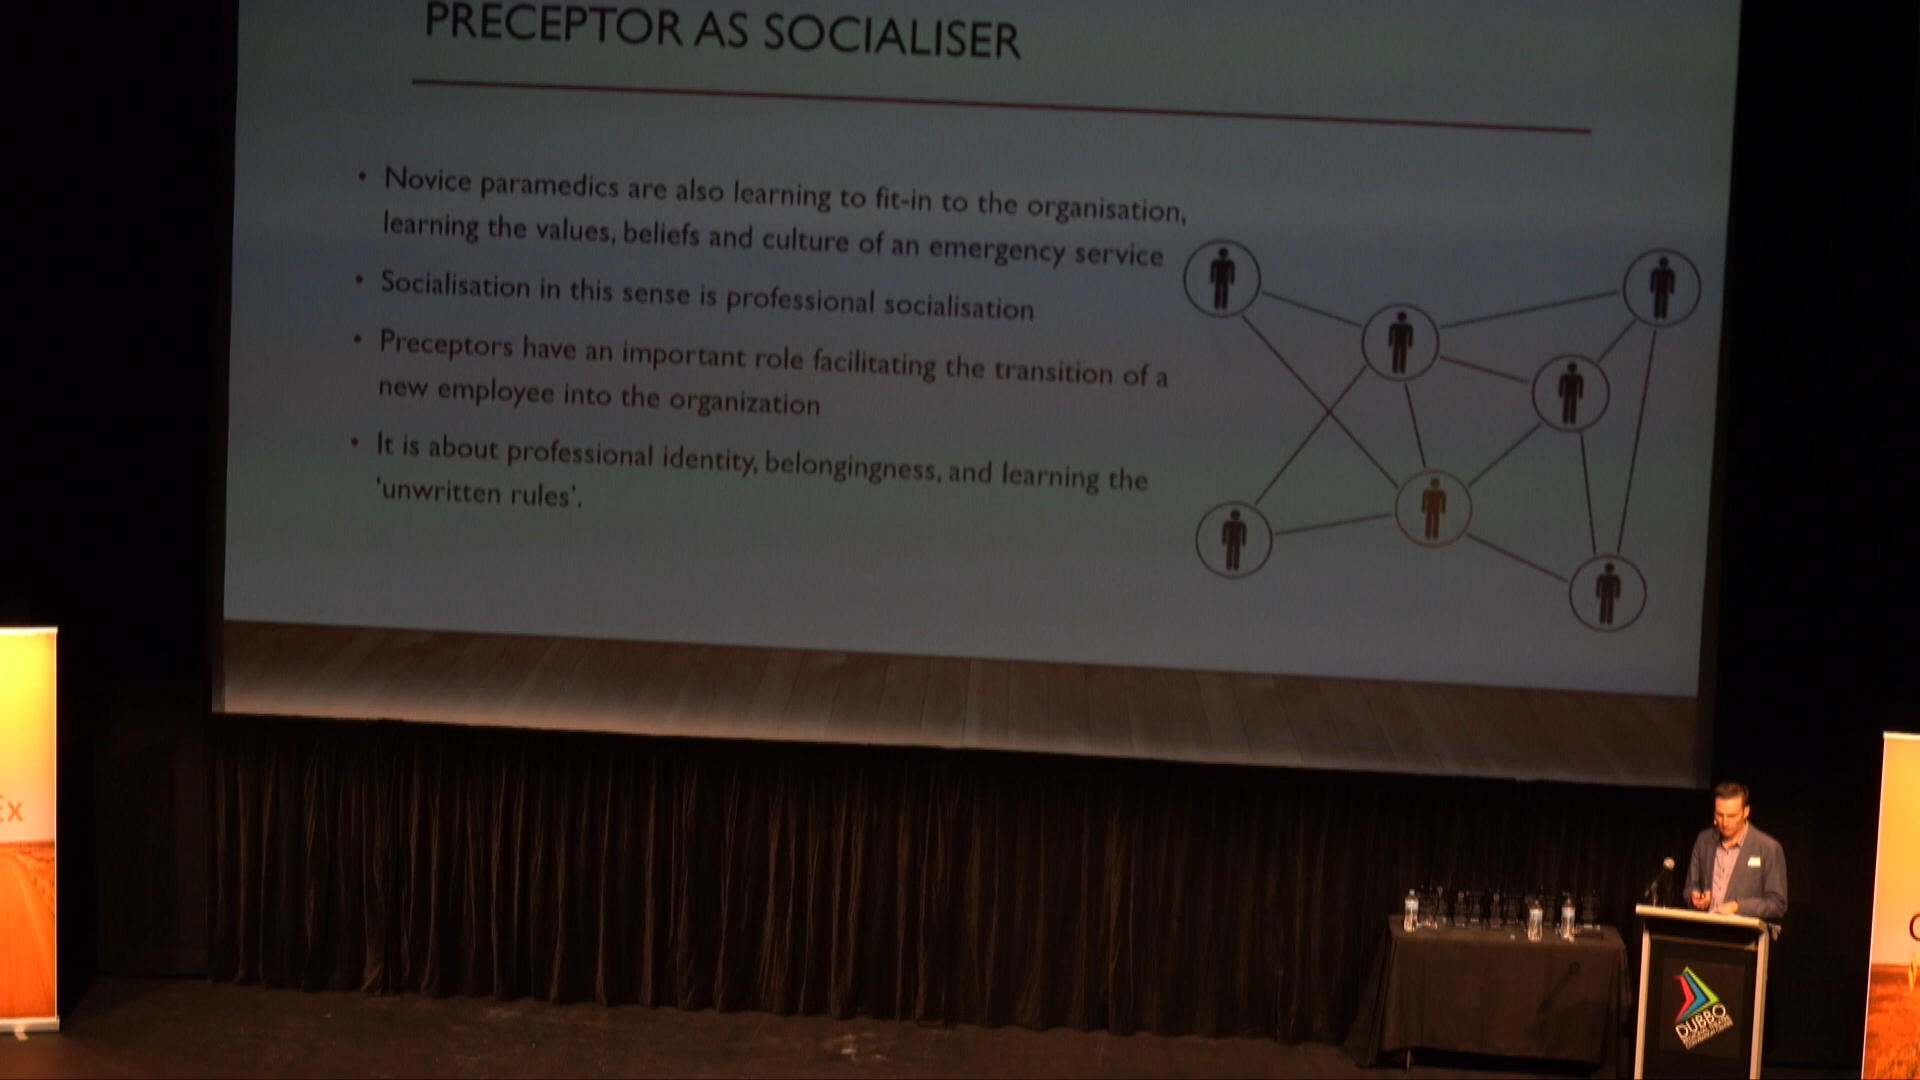 PRECEPTOR AS SOCIALISER
• Novice paramedics are also learning to fit-in to the organisation,
learning the values, beliefs and culture of an emergency service
• Socialisation in this sense is professional socialisation
• Preceptors have an important role facilitating the transition of a
new employee into the organization
• It is about professional identity, belongingness, and learning the
'unwritten rules'.
Ex
DUBBO